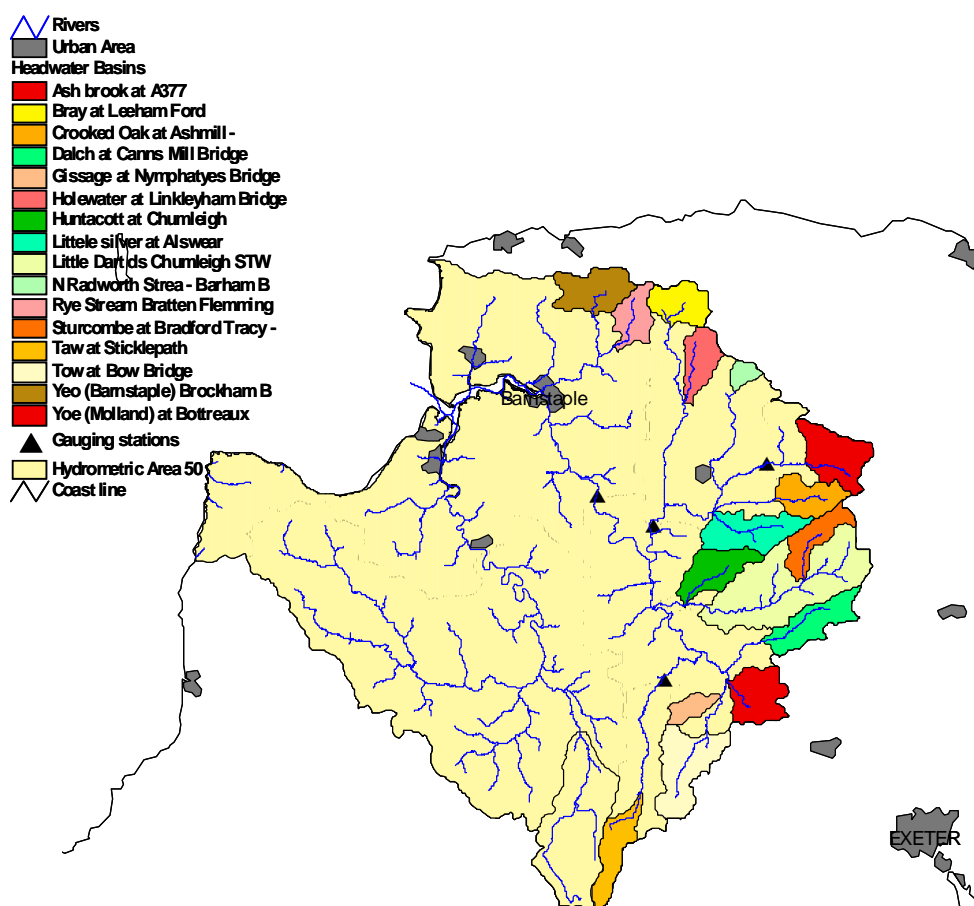 Rivers
Urban Area
Headwater Basins
Ash brook at A377
Bray at Leeham Ford
Crooked Oak at Ashmill -
Dalch at Canns Mill Bridge
Gissage at Nymphatyes Bridge
Holewater at Linkleyham Bridge
Huntacott at Chumleigh
Littele silver at Alswear
Little Dart ds Chumleigh STW
N Radworth Strea - Barham B
Rye Stream Bratten Flemming
Sturcombe at Bradford Tracy -
Taw at Sticklepath
Tow at Bow Bridge
Yeo (Barnstaple) Brockham B
Yoe (Molland) at Bottreaux
Gauging stations
Hydrometric Area 50
Coast line
Barnstaple
EXETER